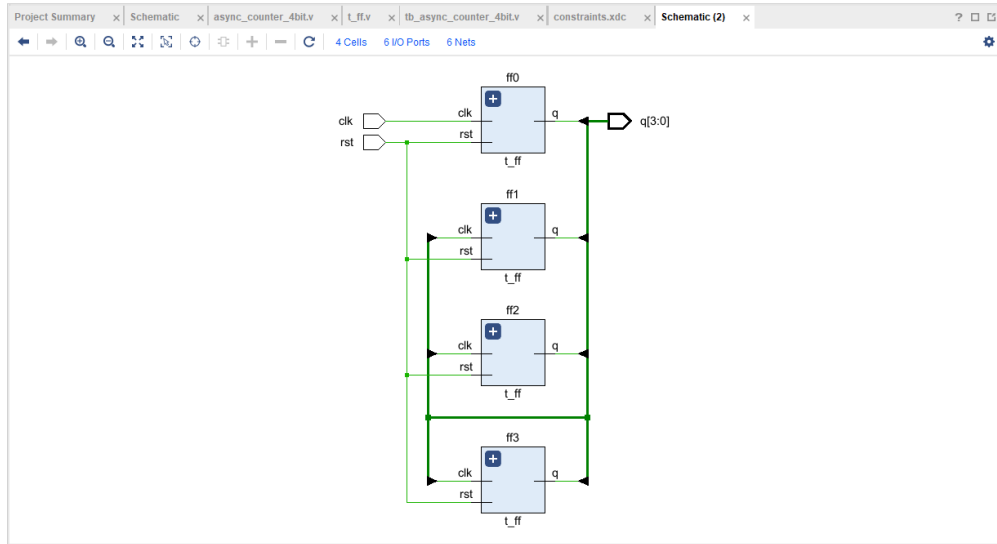 Project Summary × Schematic × async_counter_4bit.v × t_ff.v × tb_async_counter_4bit.v × constraints.xdc × Schematic (2) × ?
4 Cells 6 I/O Ports 6 Nets
ff0
clk clk q q[3:0]
rst rst
t_ff
ff1
clk q
rst
t_ff
ff2
clk q
rst
t_ff
ff3
clk q
rst
t_ff